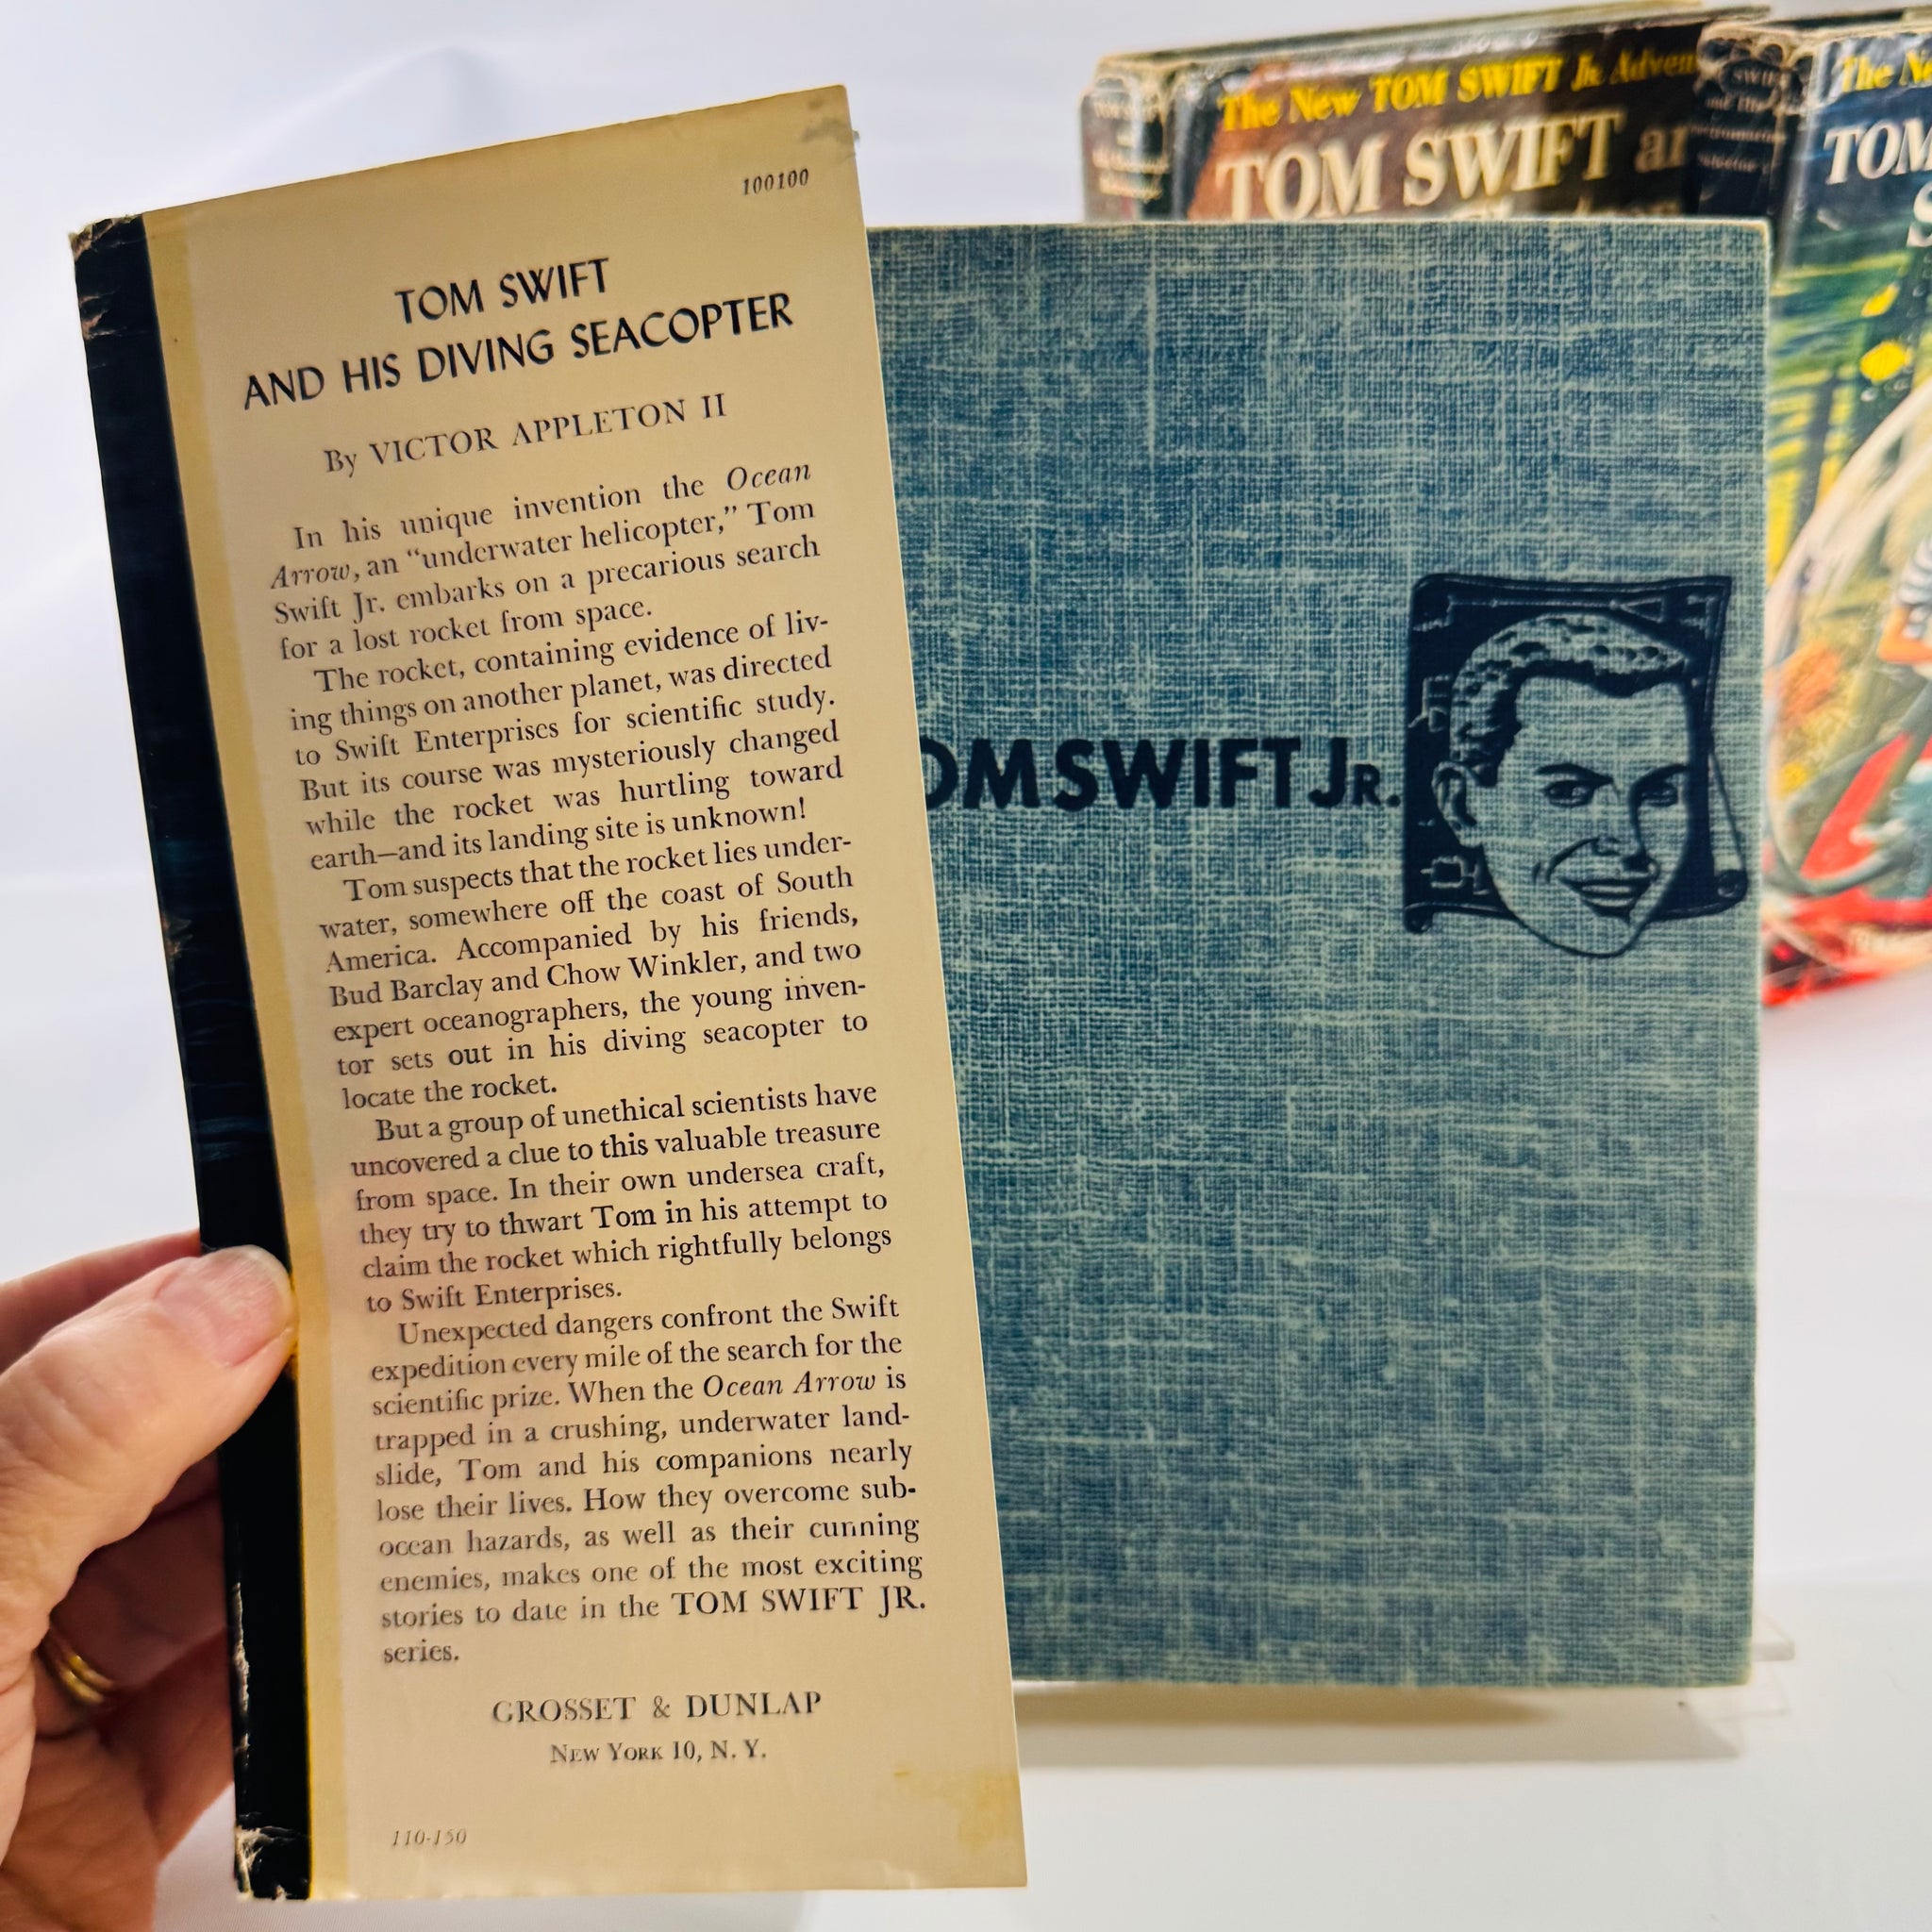 100100
TOM SWIFT
AND HIS DIVING SEACOPTER
By VICTOR APPLETON II
In his unique invention the Ocean
Arrow, an “underwater helicopter,” Tom
Swift Jr. embarks on a precarious search
for a lost rocket from space.
The rocket, containing evidence of liv-
ing things on another planet, was directed
to Swift Enterprises for scientific study.
But its course was mysteriously changed
while the rocket was hurtling toward
earth—and its landing site is unknown!
Tom suspects that the rocket lies under-
water, somewhere off the coast of South
America. Accompanied by his friends,
Bud Barclay and Chow Winkler, and two
expert oceanographers, the young inven-
tor sets out in his diving seacopter to
locate the rocket.
But a group of unethical scientists have
uncovered a clue to this valuable treasure
from space. In their own undersea craft,
they try to thwart Tom in his attempt to
claim the rocket which rightfully belongs
to Swift Enterprises.
Unexpected dangers confront the Swift
expedition every mile of the search for the
scientific prize. When the Ocean Arrow is
trapped in a crushing, underwater land-
slide, Tom and his companions nearly
lose their lives. How they overcome sub-
ocean hazards, as well as their cunning
enemies, makes one of the most exciting
stories to date in the TOM SWIFT JR.
series.
GROSSET & DUNLAP
NEW YORK 10, N. Y.
110-150
OM SWIFT JR.
The New TOM SWIFT Jr. Adven
TOM SWIFT an
The Ne
TOM
S